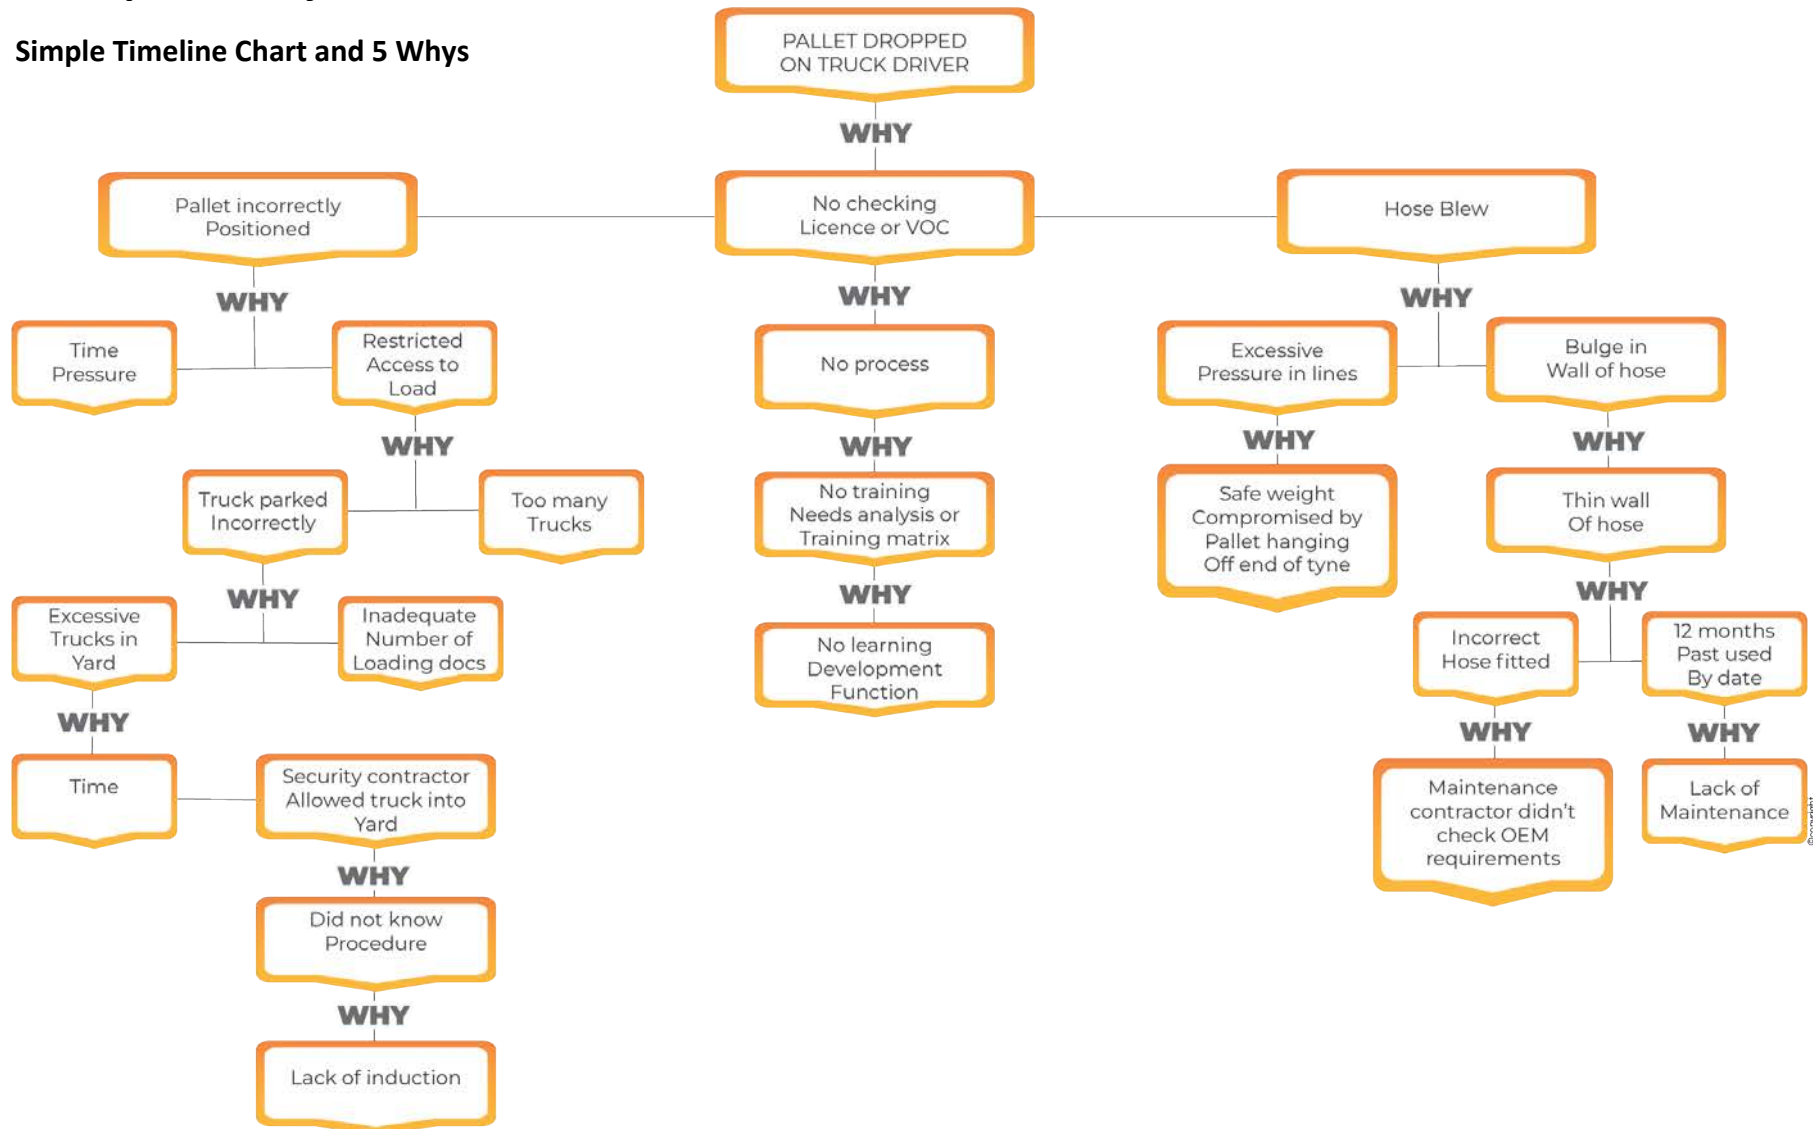 Simple Timeline Chart and 5 Whys
PALLET DROPPED
ON TRUCK DRIVER
WHY
Pallet incorrectly
Positioned
No checking
Licence or VOC
Hose Blew
WHY
Time
Pressure
Restricted
Access to
Load
WHY
Truck parked
Incorrectly
Too many
Trucks
WHY
Excessive
Trucks in
Yard
Inadequate
Number of
Loading docs
WHY
Time
Security contractor
Allowed truck into
Yard
WHY
Did not know
Procedure
WHY
Lack of induction
WHY
No process
WHY
No training
Needs analysis or
Training matrix
WHY
No learning
Development
Function
WHY
Excessive
Pressure in lines
Bulge in
Wall of hose
WHY
Safe weight
Compromised by
Pallet hanging
Off end of tyne
WHY
Thin wall
Of hose
WHY
Incorrect
Hose fitted
12 months
Past used
By date
WHY
Maintenance
contractor didn't
check OEM
requirements
WHY
Lack of
Maintenance
©copyright